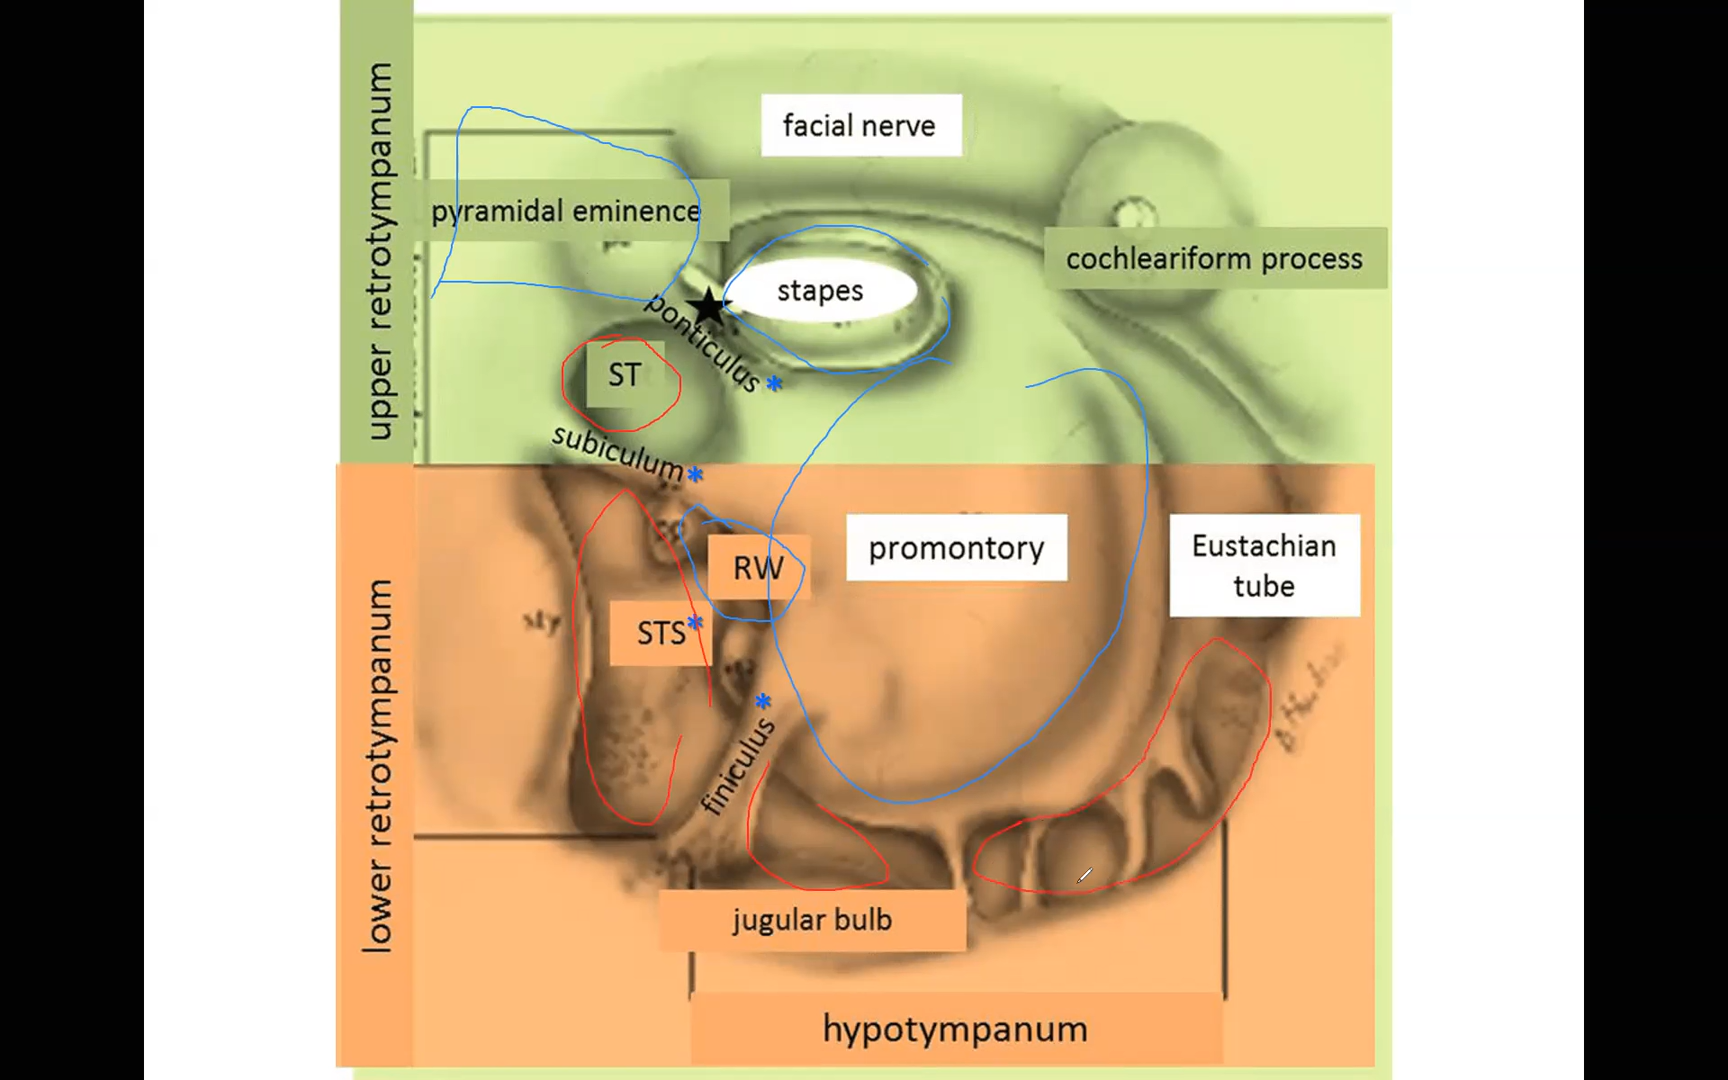 upper retrotympanum
facial nerve
pyramidal eminence
cochleariform process
stapes
ponticulus *
ST
subiculum *
lower retrotympanum
promontory
Eustachian
tube
RW
sty
STS *
*
finiculus
jugular bulb
hypotympanum